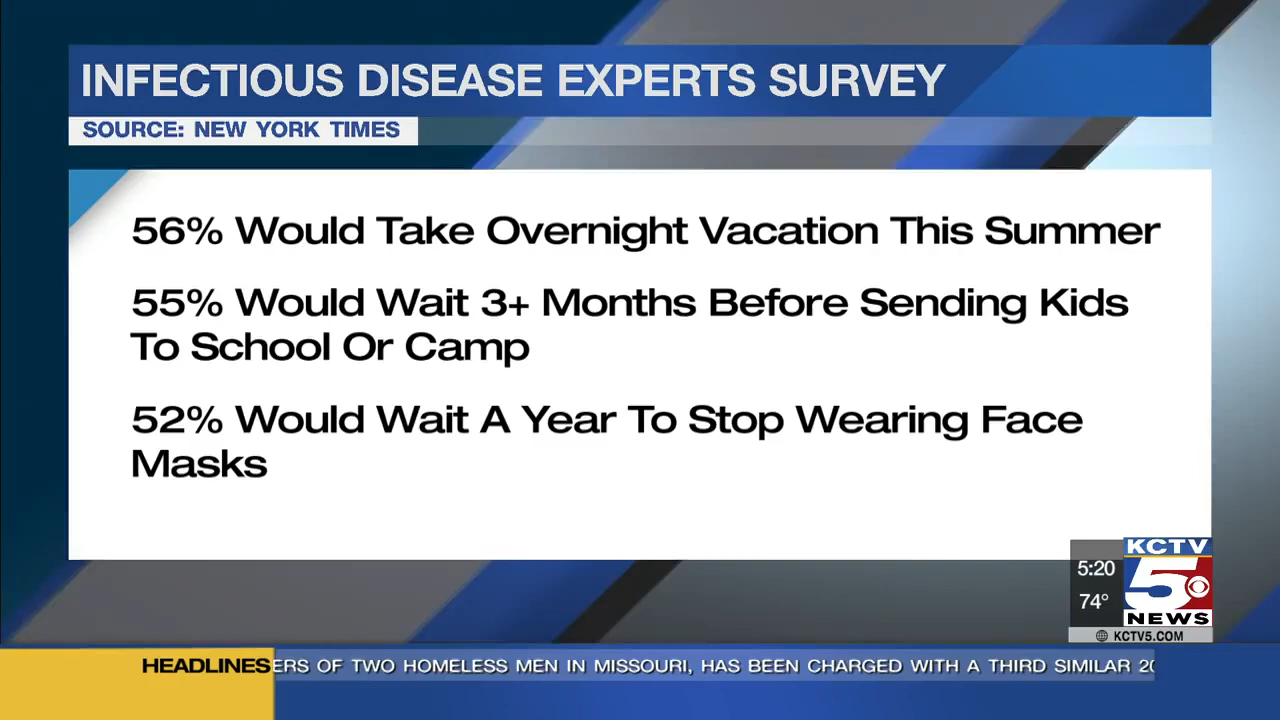 INFECTIOUS DISEASE EXPERTS SURVEY
SOURCE: NEW YORK TIMES
56% Would Take Overnight Vacation This Summer
55% Would Wait 3+ Months Before Sending Kids
To School Or Camp
52% Would Wait A Year To Stop Wearing Face
Masks
5:20
74°
KCTV
5
NEWS
KCTV5.COM
HEADLINES
ERS OF TWO HOMELESS MEN IN MISSOURI, HAS BEEN CHARGED WITH A THIRD SIMILAR